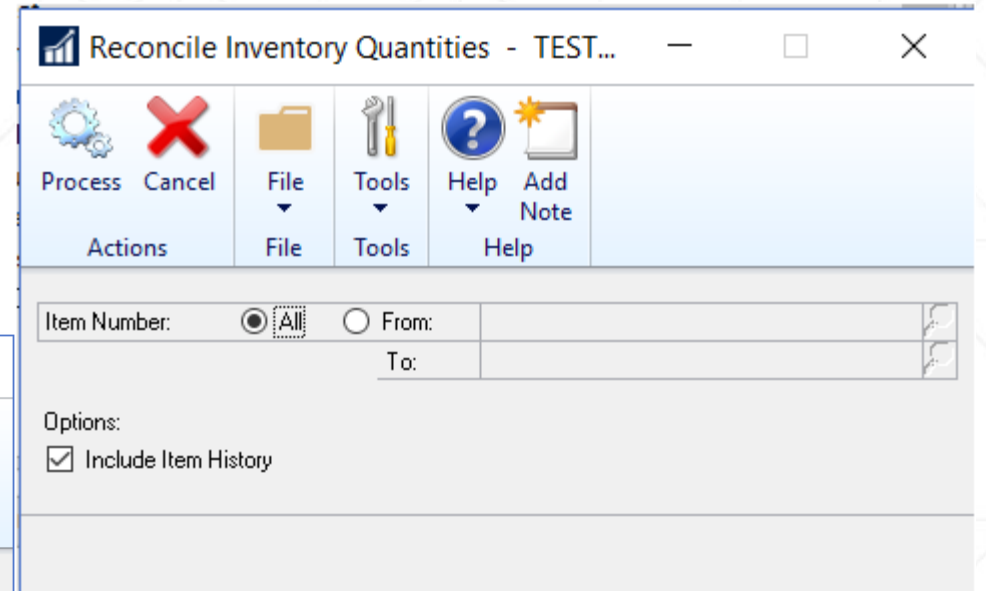 Reconcile Inventory Quantities - TEST...
Process Cancel File Tools Help Add Note
Actions File Tools Help
Item Number: All From:
To:
Options:
Include Item History